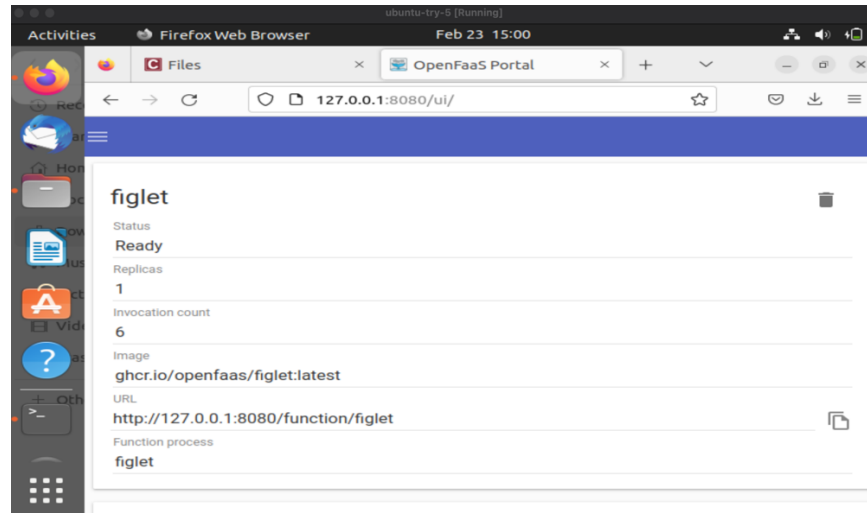 ubuntu-try-5 [Running]
Activities Firefox Web Browser Feb 23 15:00
Files OpenFaaS Portal
127.0.0.1:8080/ui/
figlet
Status
Ready
Replicas
1
Invocation count
6
Image
ghcr.io/openfaas/figlet:latest
URL
http://127.0.0.1:8080/function/figlet
Function process
figlet